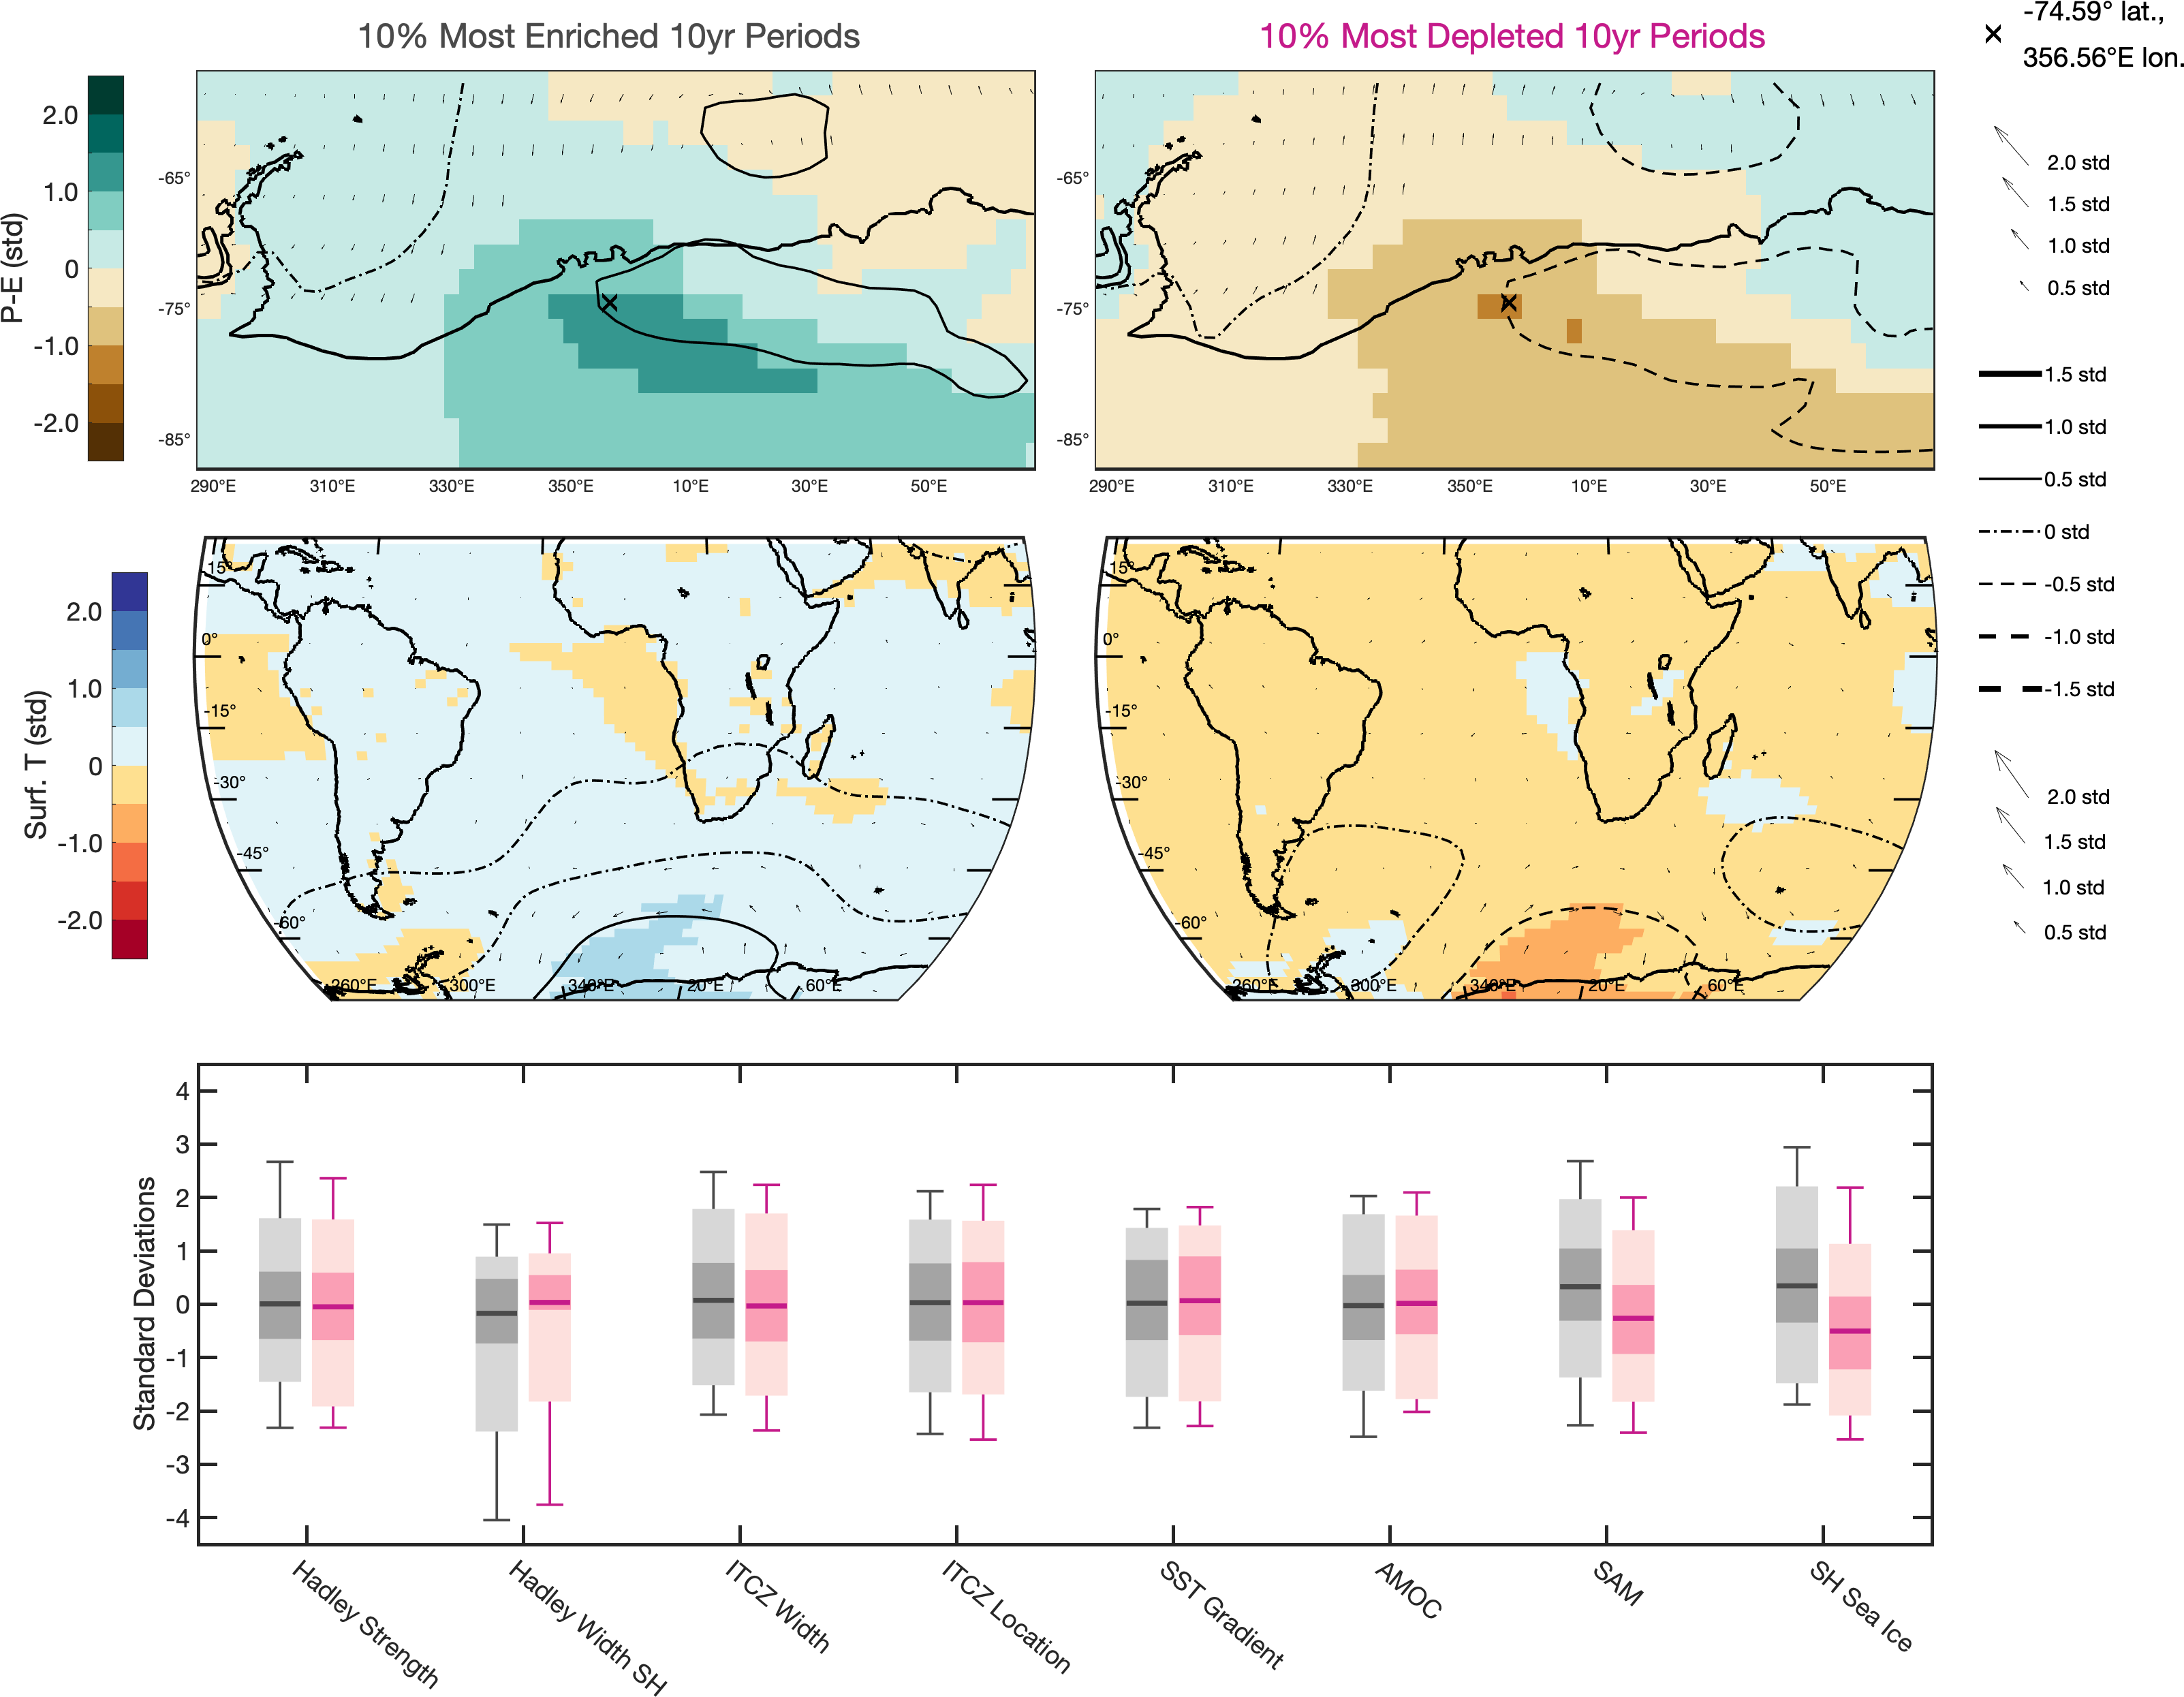 10% Most Enriched 10yr Periods
10% Most Depleted 10yr Periods
-74.59° lat.,
356.56°E lon.
P-E (std)
2.0
1.0
0
-1.0
-2.0
-65°
-75°
-85°
290°E 310°E 330°E 350°E 10°E 30°E 50°E
-65°
-75°
-85°
290°E 310°E 330°E 350°E 10°E 30°E 50°E
2.0 std
1.5 std
1.0 std
0.5 std
1.5 std
1.0 std
0.5 std
0 std
-0.5 std
-1.0 std
-1.5 std
2.0 std
1.5 std
1.0 std
0.5 std
Surf. T (std)
2.0
1.0
0
-1.0
-2.0
15°
0°
-15°
-30°
-45°
-60°
260°E 300°E 340°E 20°E 60°E
15°
0°
-15°
-30°
-45°
-60°
260°E 300°E 340°E 20°E 60°E
Standard Deviations
4
3
2
1
0
-1
-2
-3
-4
Hadley Strength
Hadley Width SH
ITCZ Width
ITCZ Location
SST Gradient
AMOC
SAM
SH Sea Ice